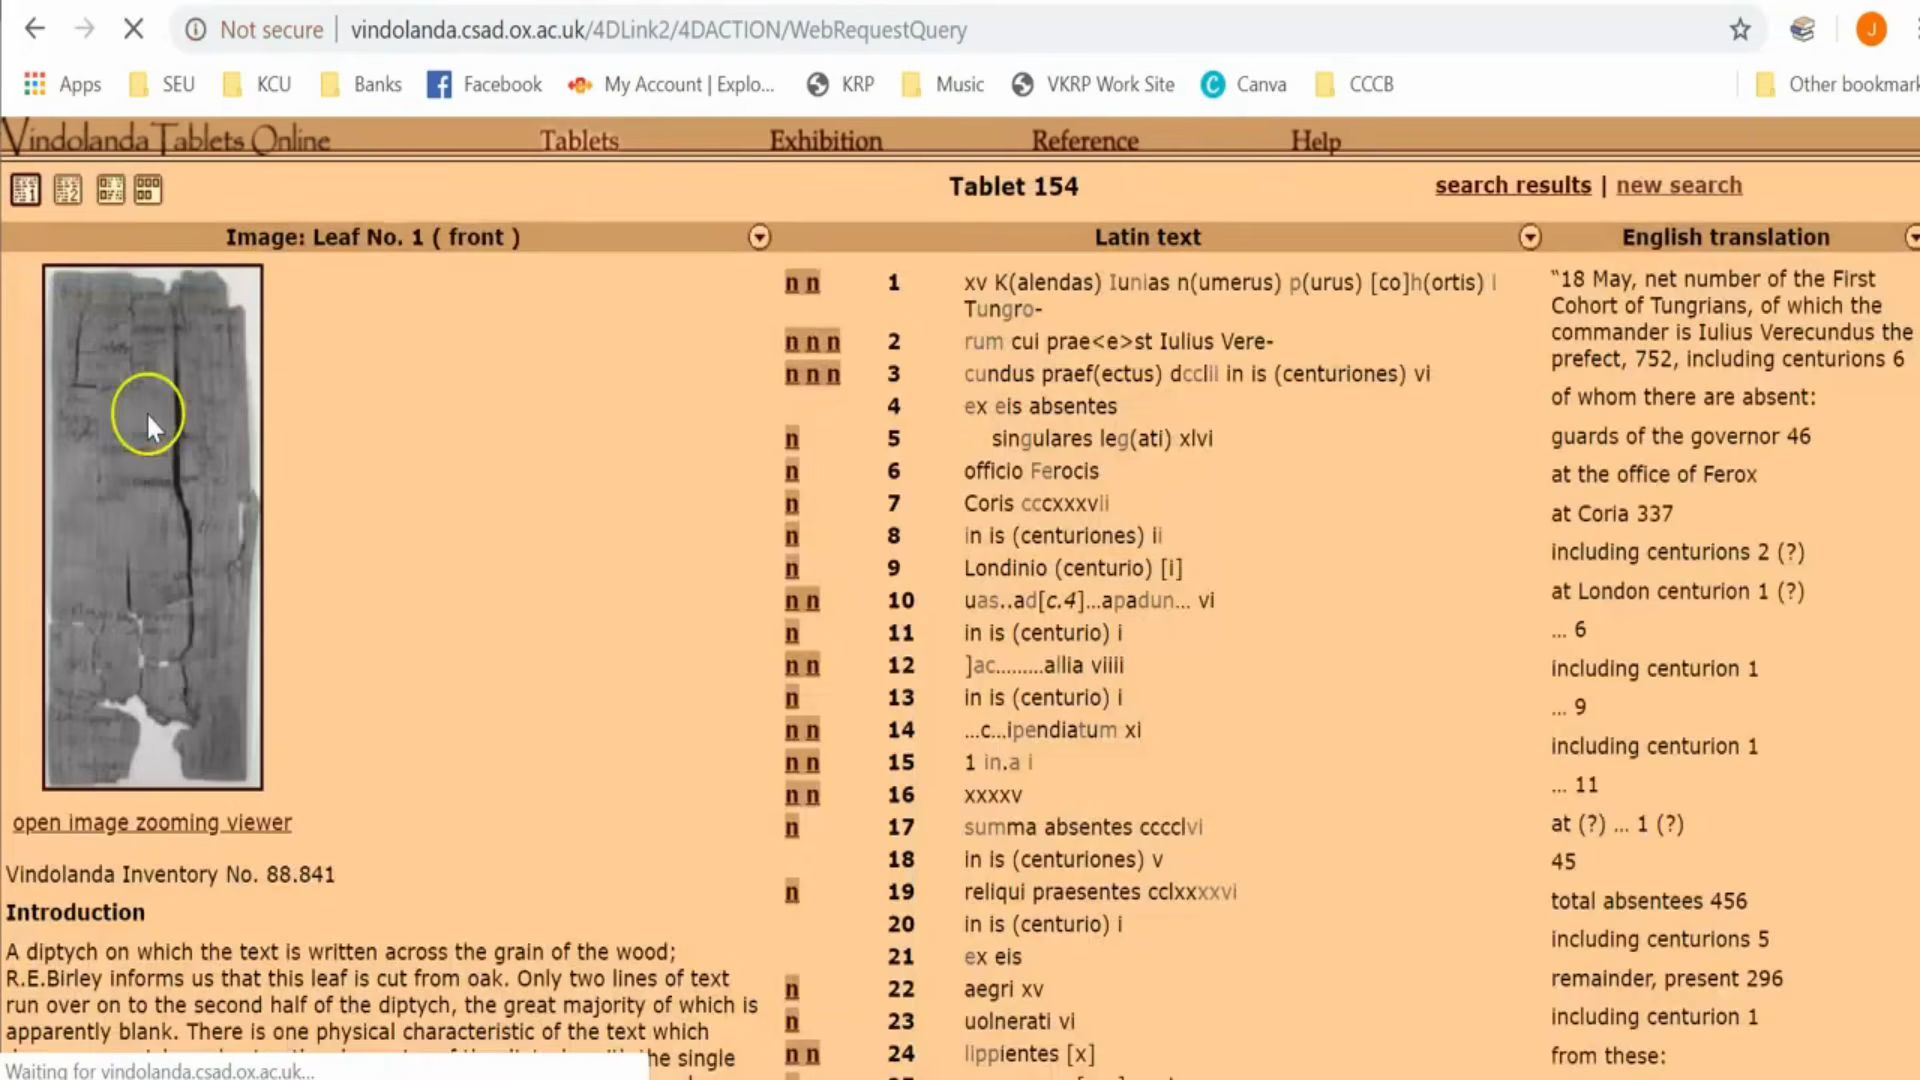 Not secure | vindolanda.csad.ox.ac.uk/4DLink2/4DACTION/WebRequestQuery J
Apps SEU KCU Banks Facebook My Account | Explo... KRP Music VKRP Work Site Canva CCCB Other bookmark
Vindolanda Tablets Online Tablets Exhibition Reference Help
Tablet 154 search results | new search
Image: Leaf No. 1 ( front ) Latin text English translation
open image zooming viewer
Vindolanda Inventory No. 88.841
Introduction
A diptych on which the text is written across the grain of the wood;
R.E.Birley informs us that this leaf is cut from oak. Only two lines of text
run over on to the second half of the diptych, the great majority of which is
apparently blank. There is one physical characteristic of the text which
the single
Waiting for vindolanda.csad.ox.ac.uk...
n n 1 xv K(alendas) Iunias n(umerus) p(urus) [co]h(ortis) i
Tungro-
n n n 2 rum cui prae<e>st Iulius Vere-
n n n 3 cundus praef(ectus) dcclii in is (centuriones) vi
4 ex eis absentes
n 5 singulares leg(ati) xlvi
n 6 officio Ferocis
n 7 Coris cccxxxvii
n 8 in is (centuriones) ii
n 9 Londinio (centurio) [i]
n n 10 uas..ad[c.4]...apadun... vi
n 11 in is (centurio) i
n n 12 ]ac.........allia viiii
n 13 in is (centurio) i
n n 14 ...c...ipendiatum xi
n n 15 1 in.a i
n n 16 xxxxv
n 17 summa absentes cccclvi
18 in is (centuriones) v
n 19 reliqui praesentes cclxxxxvi
20 in is (centurio) i
21 ex eis
n 22 aegri xv
n 23 uolnerati vi
n n 24 lippientes [x]
"18 May, net number of the First
Cohort of Tungrians, of which the
commander is Iulius Verecundus the
prefect, 752, including centurions 6
of whom there are absent:
guards of the governor 46
at the office of Ferox
at Coria 337
including centurions 2 (?)
at London centurion 1 (?)
... 6
including centurion 1
... 9
including centurion 1
... 11
at (?) ... 1 (?)
45
total absentees 456
including centurions 5
remainder, present 296
including centurion 1
from these: